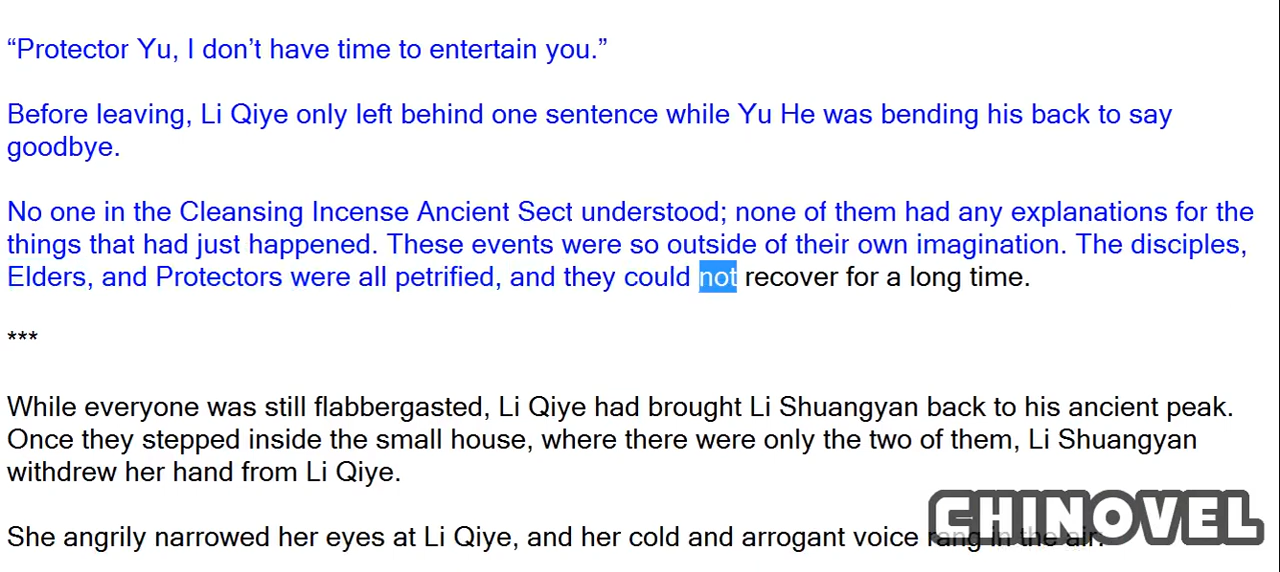 “Protector Yu, I don’t have time to entertain you.”
Before leaving, Li Qiye only left behind one sentence while Yu He was bending his back to say
goodbye.
No one in the Cleansing Incense Ancient Sect understood; none of them had any explanations for the
things that had just happened. These events were so outside of their own imagination. The disciples,
Elders, and Protectors were all petrified, and they could not recover for a long time.
***
While everyone was still flabbergasted, Li Qiye had brought Li Shuangyan back to his ancient peak.
Once they stepped inside the small house, where there were only the two of them, Li Shuangyan
withdrew her hand from Li Qiye.
She angrily narrowed her eyes at Li Qiye, and her cold and arrogant voice rang in the air.
CHINOVEL